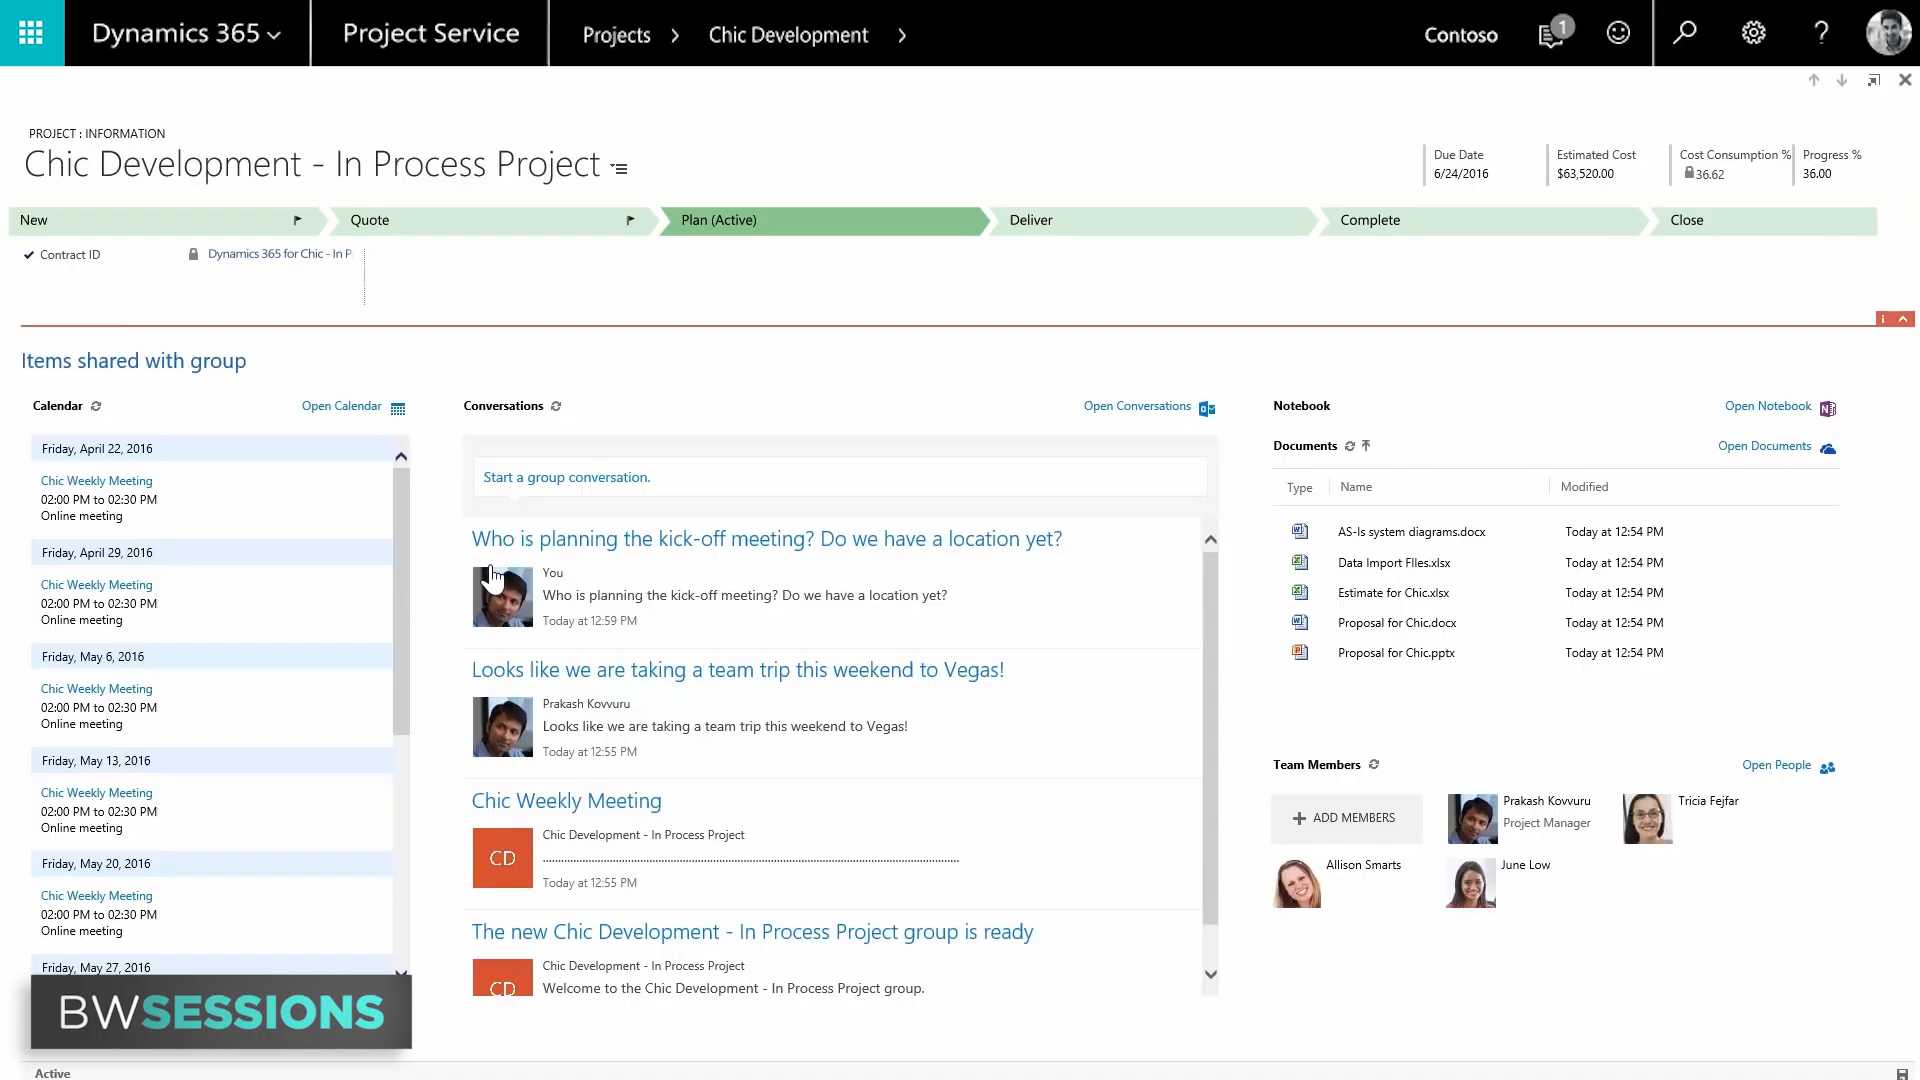 Dynamics 365
Project Service
Projects
Chic Development
Contoso
1
PROJECT : INFORMATION
Chic Development - In Process Project
Due Date
6/24/2016
Estimated Cost
$63,520.00
Cost Consumption %
36.62
Progress %
36.00
New
Quote
Plan (Active)
Deliver
Complete
Close
Contract ID
Dynamics 365 for Chic - In P
Items shared with group
Calendar
Open Calendar
Friday, April 22, 2016
Chic Weekly Meeting
02:00 PM to 02:30 PM
Online meeting
Friday, April 29, 2016
Chic Weekly Meeting
02:00 PM to 02:30 PM
Online meeting
Friday, May 6, 2016
Chic Weekly Meeting
02:00 PM to 02:30 PM
Online meeting
Friday, May 13, 2016
Chic Weekly Meeting
02:00 PM to 02:30 PM
Online meeting
Friday, May 20, 2016
Chic Weekly Meeting
02:00 PM to 02:30 PM
Online meeting
Friday, May 27, 2016
Conversations
Open Conversations
Start a group conversation.
Who is planning the kick-off meeting? Do we have a location yet?
You
Who is planning the kick-off meeting? Do we have a location yet?
Today at 12:59 PM
Looks like we are taking a team trip this weekend to Vegas!
Prakash Kovvuru
Looks like we are taking a team trip this weekend to Vegas!
Today at 12:55 PM
Chic Weekly Meeting
CD
Chic Development - In Process Project
Today at 12:55 PM
The new Chic Development - In Process Project group is ready
CD
Chic Development - In Process Project
Welcome to the Chic Development - In Process Project group.
Notebook
Open Notebook
Documents
Open Documents
Type
Name
Modified
AS-Is system diagrams.docx
Today at 12:54 PM
Data Import FIles.xlsx
Today at 12:54 PM
Estimate for Chic.xlsx
Today at 12:54 PM
Proposal for Chic.docx
Today at 12:54 PM
Proposal for Chic.pptx
Today at 12:54 PM
Team Members
Open People
+ ADD MEMBERS
Prakash Kovvuru
Project Manager
Tricia Fejfar
Allison Smarts
June Low
BWSESSIONS
Active